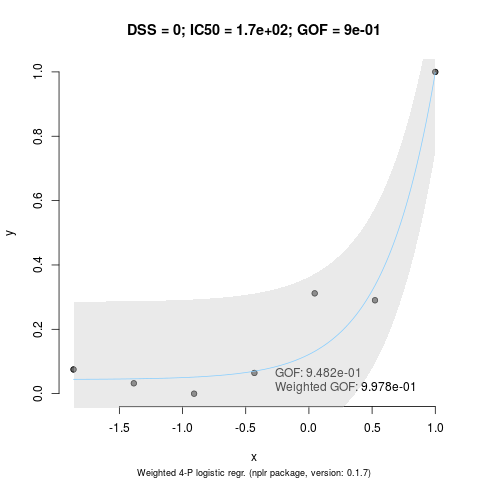 DSS = 0; IC50 = 1.7e+02; GOF = 9e-01
1.0
0.8
0.6
0.4
0.2
0.0
y
GOF: 9.482e-01
Weighted GOF: 9.978e-01
-1.5 -1.0 -0.5 0.0 0.5 1.0
x
Weighted 4-P logistic regr. (nplr package, version: 0.1.7)